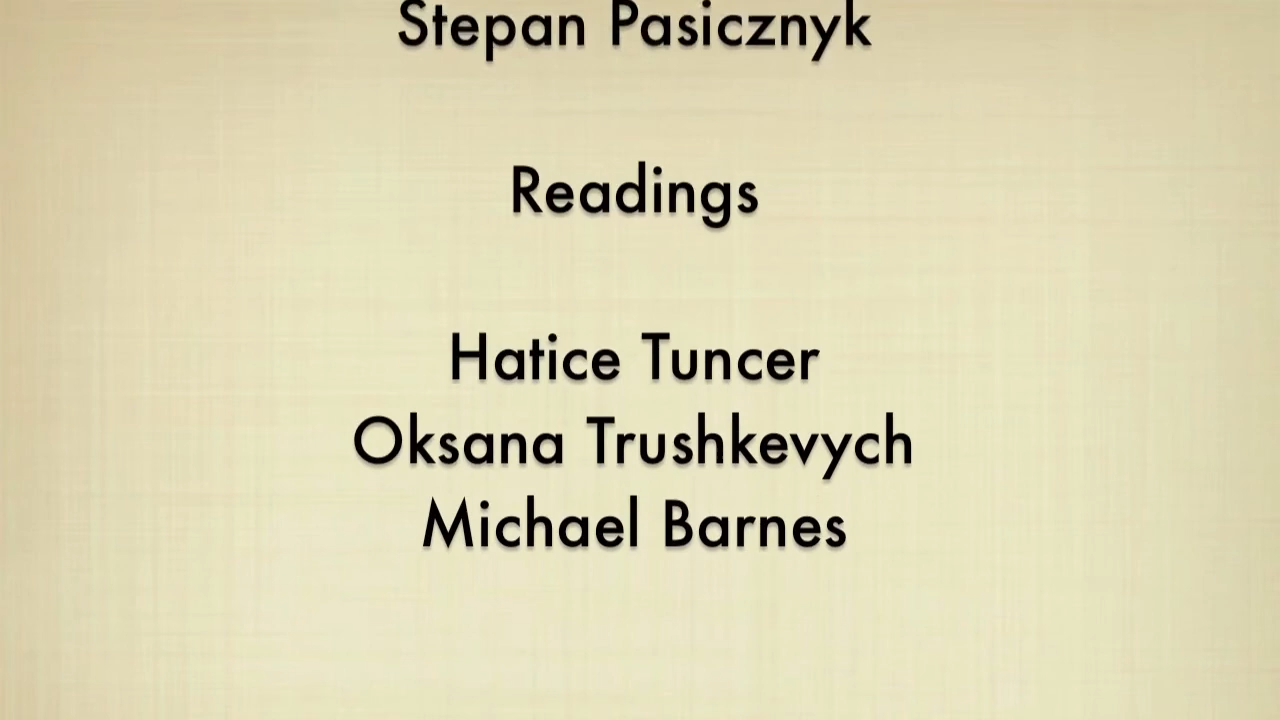 Stepan Pasicznyk
Readings
Hatice Tuncer
Oksana Trushkevych
Michael Barnes